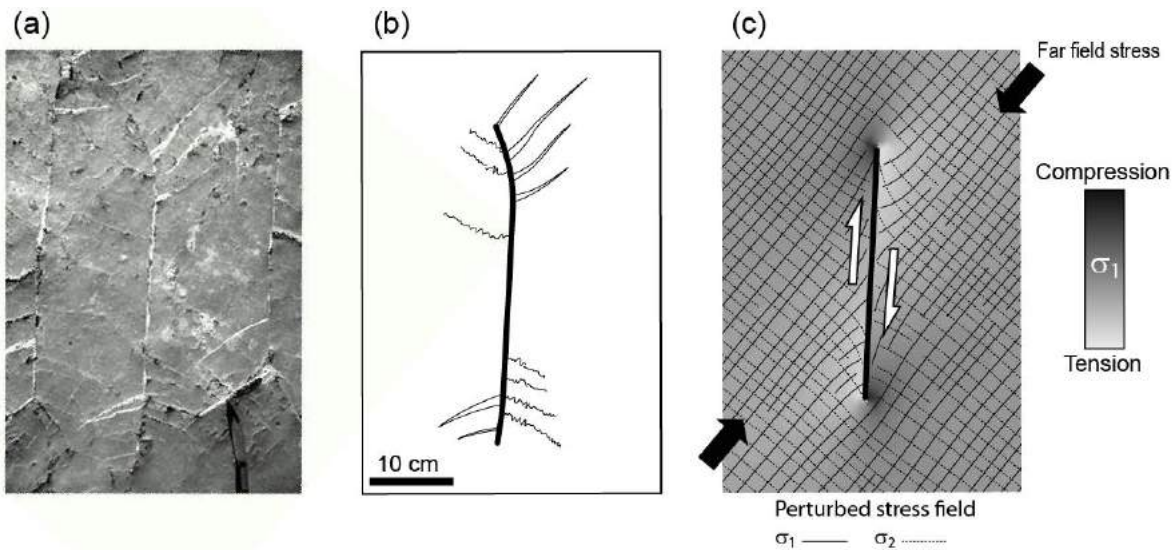 (a)
(b)
(c)
Far field stress
Compression
σ1
Tension
10 cm
Perturbed stress field
σ1 σ2